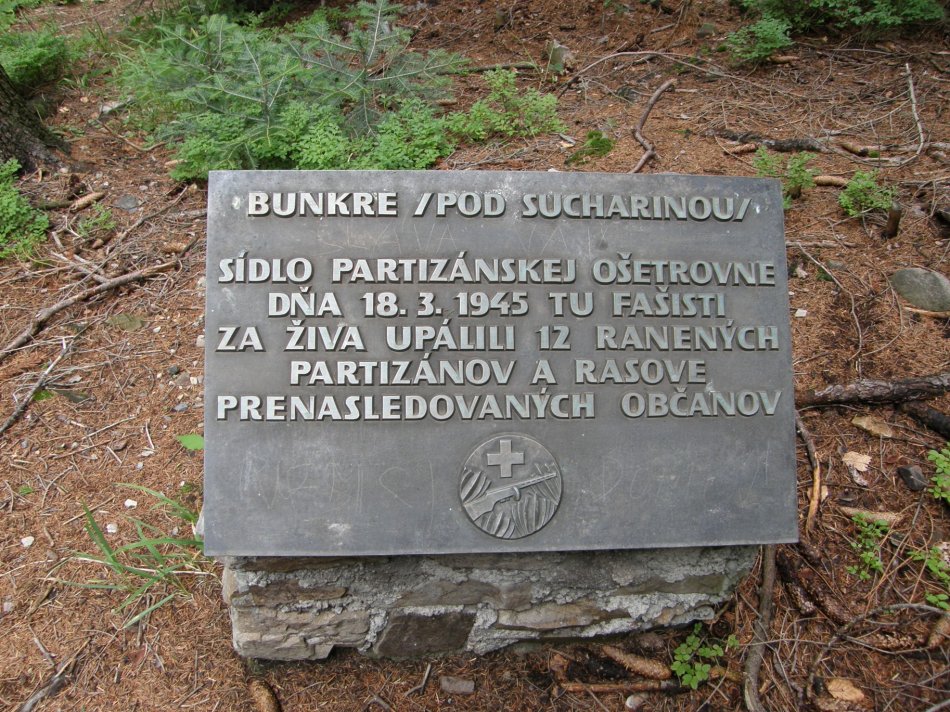 BUNKRE /POD SUCHARINOU/
SÍDLO PARTIZÁNSKEJ OŠETROVNE
DŇA 18. 3. 1945 TU FAŠISTI
ZA ŽIVA UPÁLILI 12 RANENÝCH
PARTIZÁNOV A RASOVE
PRENASLEDOVANÝCH OBČANOV